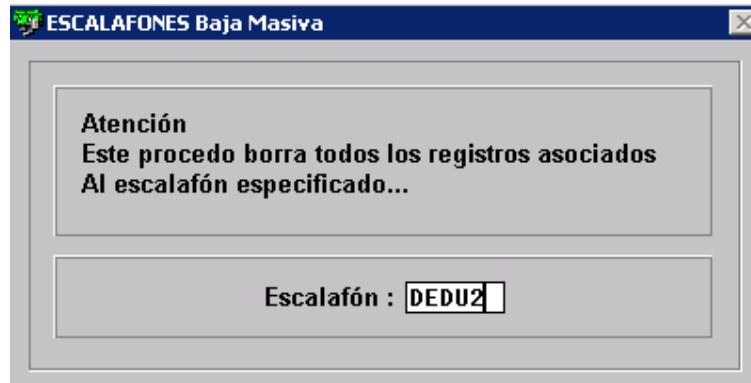 ESCALAFONES Baja Masiva
Atención
Este procedo borra todos los registros asociados
Al escalafón especificado...
Escalafón : DEDU2